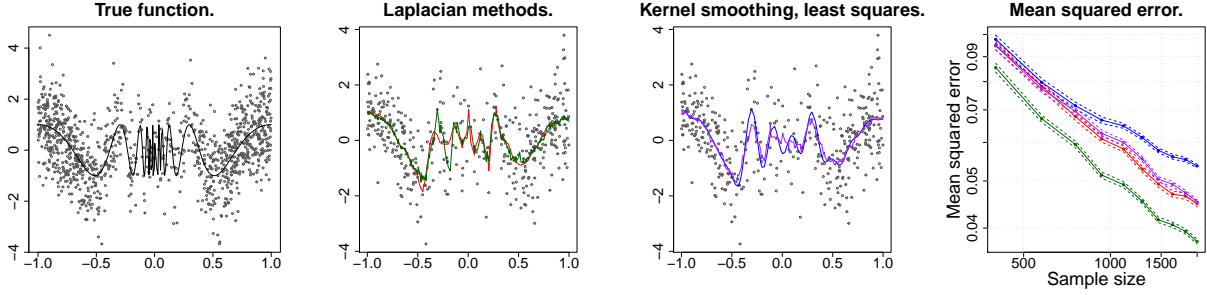 True function.
4
2
0
−2
−4
−1.0 −0.5 0.0 0.5 1.0
Laplacian methods.
4
2
0
−2
−4
−1.0 −0.5 0.0 0.5 1.0
Kernel smoothing, least squares.
4
2
0
−2
−4
−1.0 −0.5 0.0 0.5 1.0
Mean squared error.
Mean squared error
0.09
0.07
0.05
0.04
500 1000 1500
Sample size